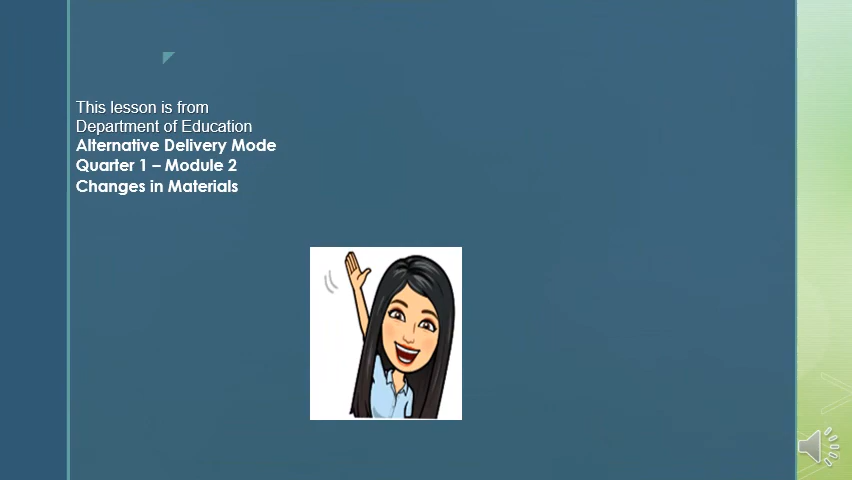 This lesson is from
Department of Education
Alternative Delivery Mode
Quarter 1 – Module 2
Changes in Materials